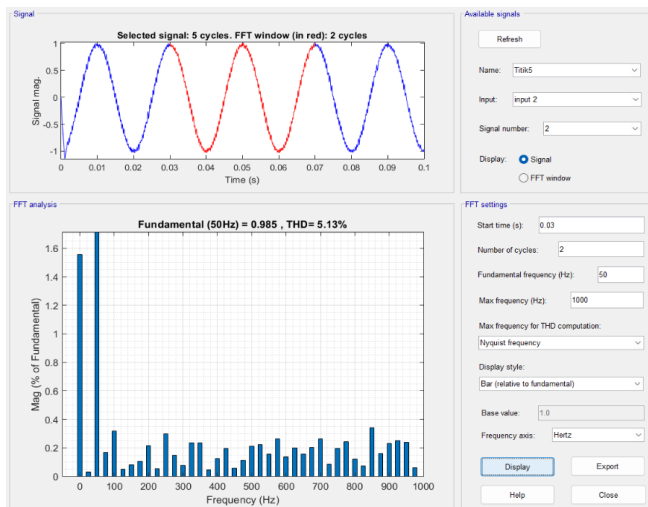 Signal
Selected signal: 5 cycles. FFT window (in red): 2 cycles
Signal mag.
1
0.5
0
-0.5
-1
0 0.01 0.02 0.03 0.04 0.05 0.06 0.07 0.08 0.09 0.1
Time (s)
FFT analysis
Fundamental (50Hz) = 0.985 , THD= 5.13%
Mag (% of Fundamental)
1.6
1.4
1.2
1
0.8
0.6
0.4
0.2
0
0 100 200 300 400 500 600 700 800 900 1000
Frequency (Hz)
Available signals
Refresh
Name: Titik5
Input: input 2
Signal number: 2
Display: Signal
FFT window
FFT settings
Start time (s): 0.03
Number of cycles: 2
Fundamental frequency (Hz): 50
Max frequency (Hz): 1000
Max frequency for THD computation:
Nyquist frequency
Display style:
Bar (relative to fundamental)
Base value: 1.0
Frequency axis: Hertz
Display Export
Help Close